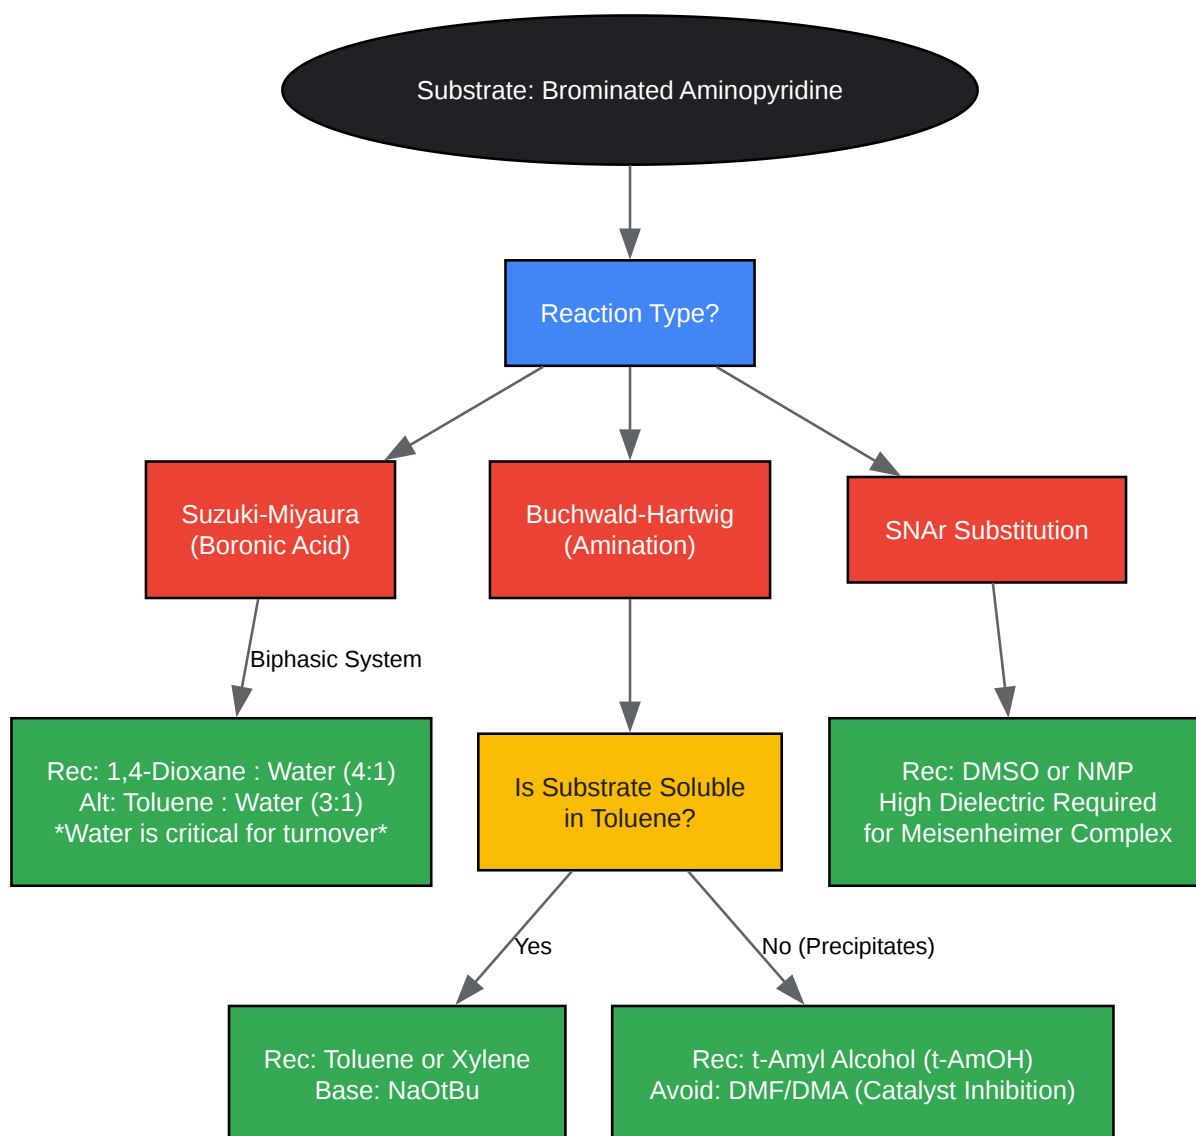 Substrate: Brominated Aminopyridine
Reaction Type?
Suzuki-Miyaura
(Boronic Acid)
Buchwald-Hartwig
(Amination)
SNAr Substitution
Biphasic System
Rec: 1,4-Dioxane : Water (4:1)
Alt: Toluene : Water (3:1)
*Water is critical for turnover*
Is Substrate Soluble
in Toluene?
Rec: DMSO or NMP
High Dielectric Required
for Meisenheimer Complex
Yes
No (Precipitates)
Rec: Toluene or Xylene
Base: NaOtBu
Rec: t-Amyl Alcohol (t-AmOH)
Avoid: DMF/DMA (Catalyst Inhibition)